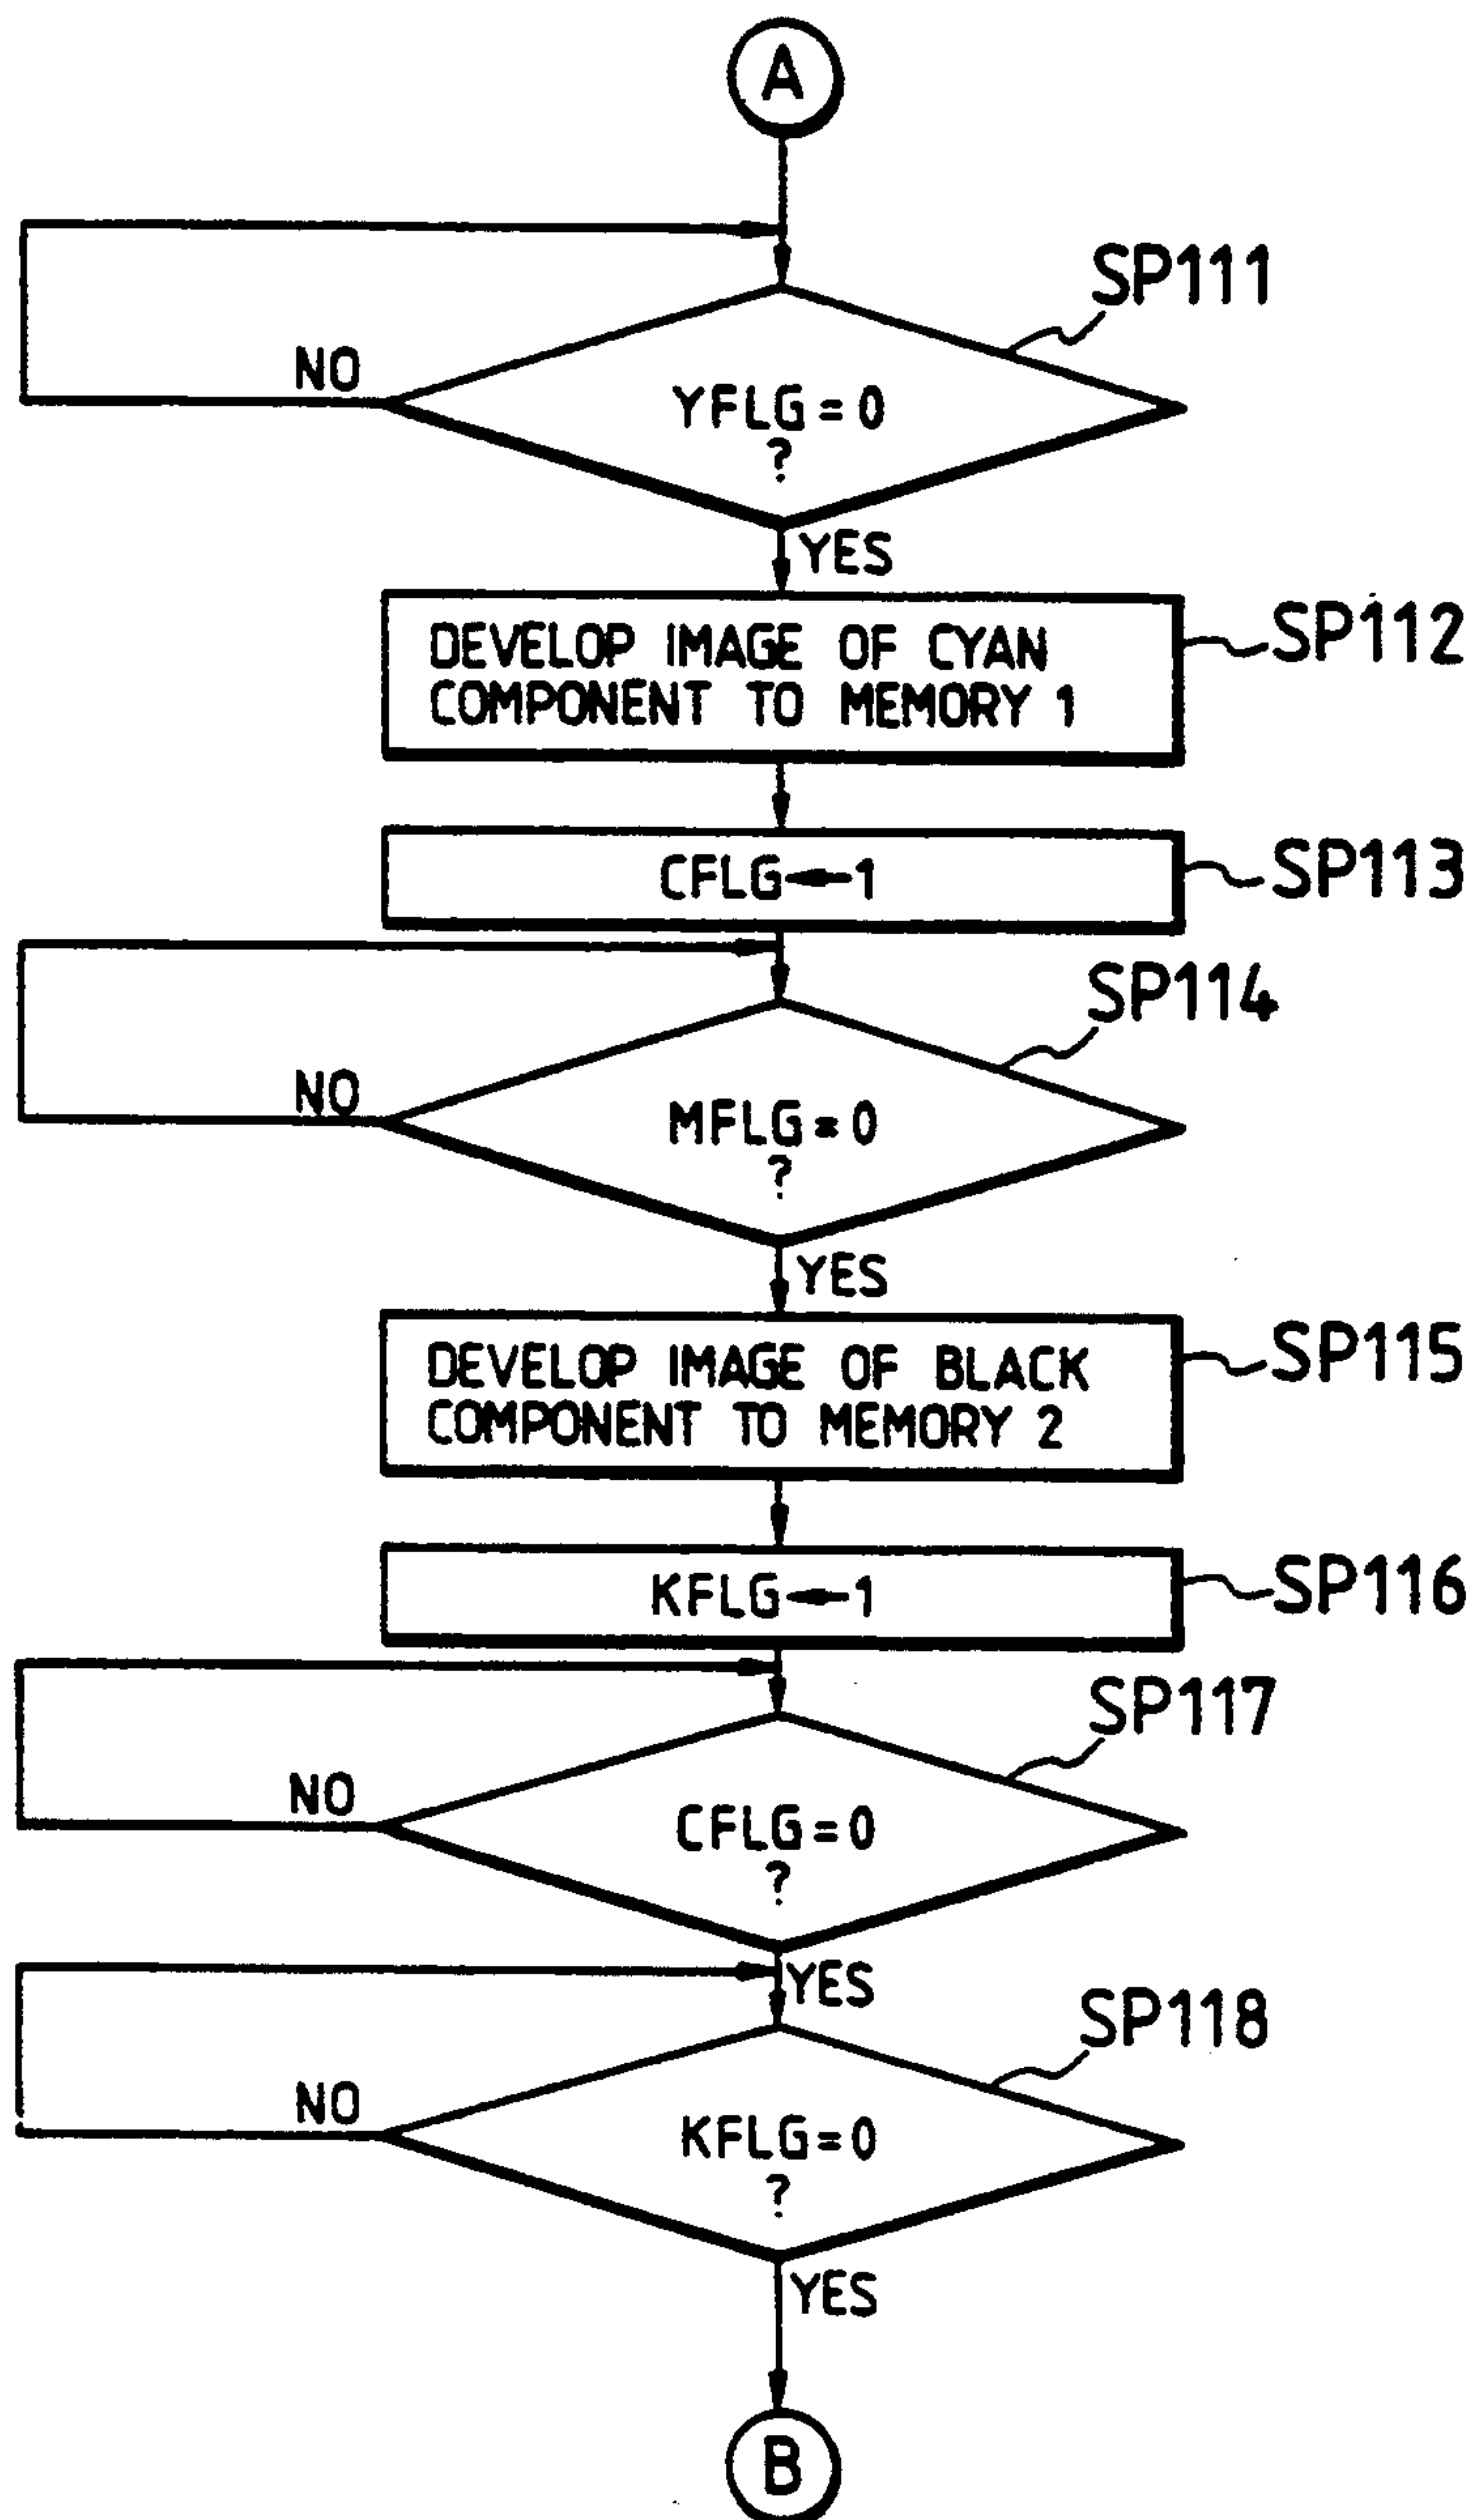 A
SP111
NO
YFLG=0
?
YES
DEVELOP IMAGE OF CYAN
COMPONENT TO MEMORY 1
SP112
CFLG←1
SP113
SP114
NO
MFLG=0
?
YES
DEVELOP IMAGE OF BLACK
COMPONENT TO MEMORY 2
SP115
KFLG←1
SP116
SP117
NO
CFLG=0
?
YES
SP118
NO
KFLG=0
?
YES
B